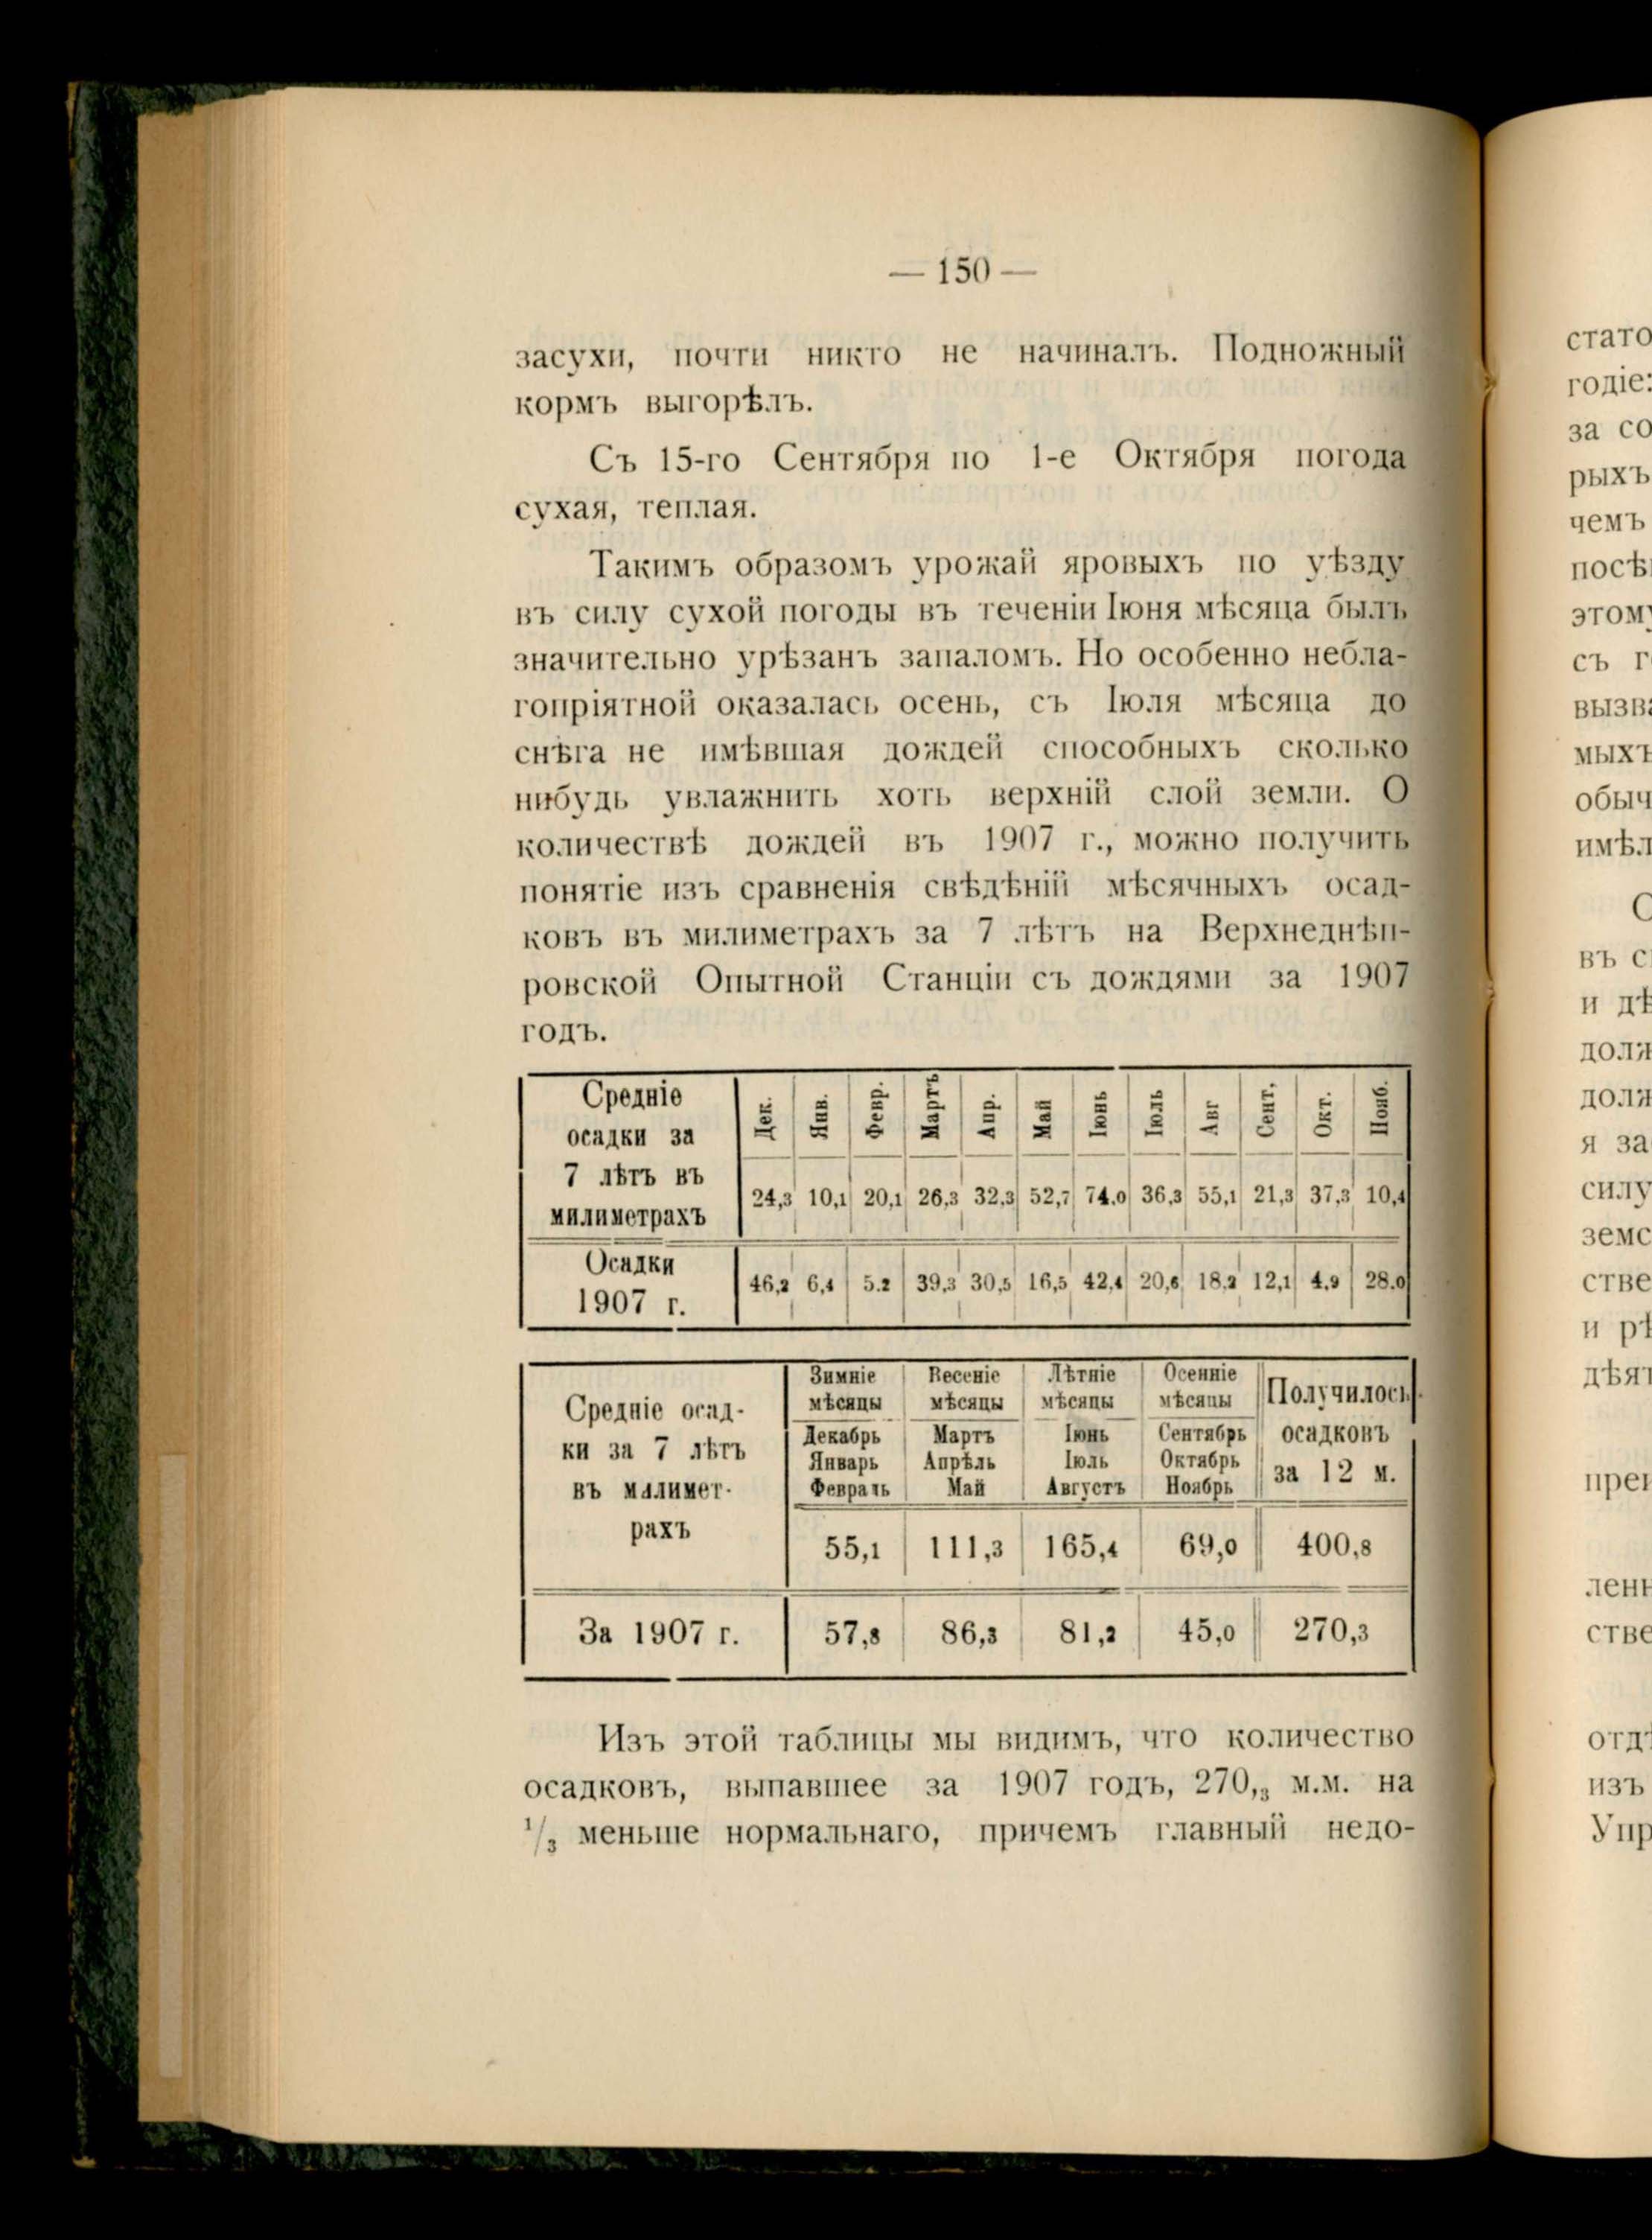 — 150 —
засухи, почти никто не начиналъ. Подножный
кормъ выгорѣлъ.
Съ 15-го Сентября по 1-е Октября погода
сухая, теплая.
Такимъ образомъ урожай яровыхъ по уѣзду
въ силу сухой погоды въ теченіи Іюня мѣсяца былъ
значительно урѣзанъ запаломъ. Но особенно небла-
гопріятной оказалась осень, съ Іюля мѣсяца до
снѣга не имѣвшая дождей способныхъ сколько
нибудь увлажнить хоть верхній слой земли. О
количествѣ дождей въ 1907 г., можно получить
понятіе изъ сравненія свѣдѣній мѣсячныхъ осад-
ковъ въ милиметрахъ за 7 лѣтъ на Верхнеднѣп-
ровской Опытной Станціи съ дождями за 1907
годъ.
Средніе осадки за 7 лѣтъ въ милиметрахъ
Дек. Янв. Февр. Мартъ Апр. Май Іюнь Іюль Авг Сент. Окт. Нояб.
24,3 10,1 20,1 26,3 32,3 52,7 74,0 36,3 55,1 21,3 37,3 10,4
Осадки 1907 г.
46,2 6,4 5.2 39,3 30,5 16,5 42,4 20,6 18,2 12,1 4,9 28.0
Средніе осад-
ки за 7 лѣтъ
въ малимет-
рахъ
Зимніе мѣсяцы Весеніе мѣсяцы Лѣтніе мѣсяцы Осенніе мѣсяцы Получилось
Декабрь Мартъ Іюнь Сентябрь осадковъ
Январь Апрѣль Іюль Октябрь за 12 м.
Февраль Май Августъ Ноябрь
55,1 111,3 165,4 69,0 400,8
За 1907 г. 57,8 86,3 81,2 45,0 270,3
Изъ этой таблицы мы видимъ, что количество
осадковъ, выпавшее за 1907 годъ, 270,3 м.м. на
1/3 меньше нормальнаго, причемъ главный недо-